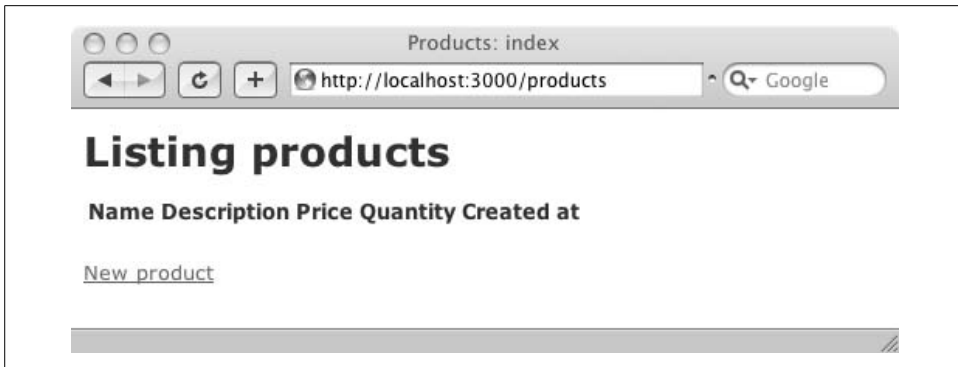 Products: index
http://localhost:3000/products
Google
Listing products
Name Description Price Quantity Created at
New product